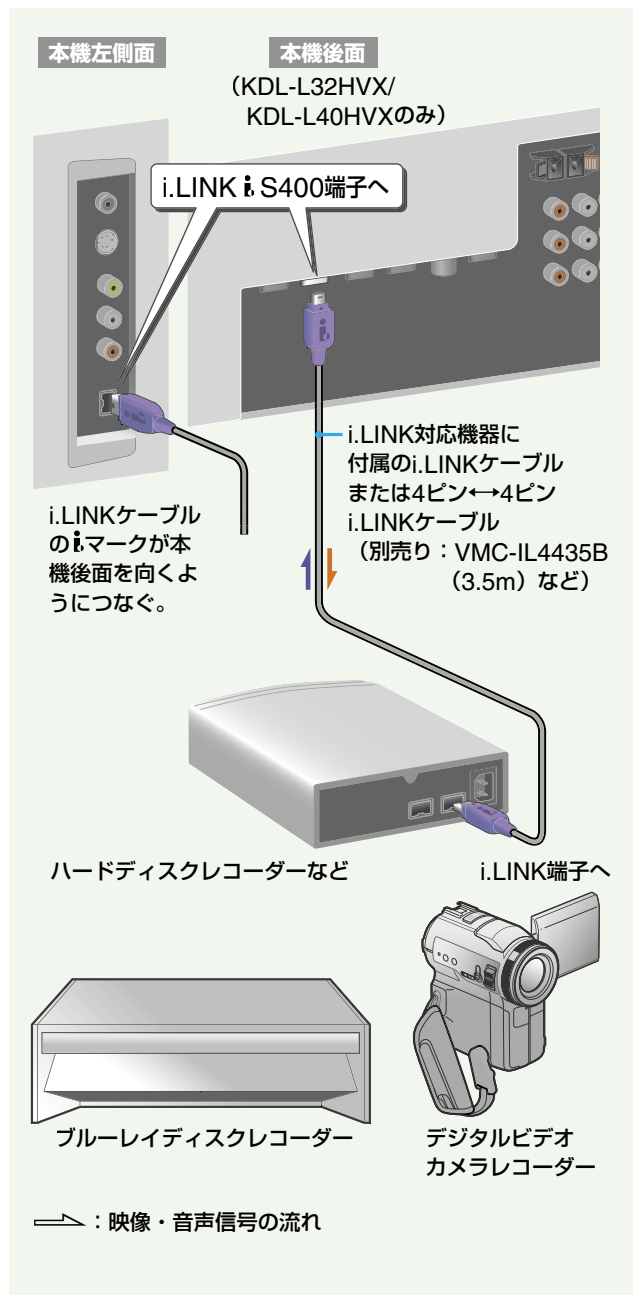 本機左側面
本機後面
（KDL-L32HVX/
KDL-L40HVXのみ）
i.LINK i S400端子へ
i.LINK対応機器に
付属のi.LINKケーブル
または4ピン←→4ピン
i.LINKケーブル
（別売り：VMC-IL4435B
（3.5m）など）
i.LINKケーブル
のiマークが本
機後面を向くよ
うにつなぐ。
ハードディスクレコーダーなど
i.LINK端子へ
ブルーレイディスクレコーダー
デジタルビデオ
カメラレコーダー
：映像・音声信号の流れ